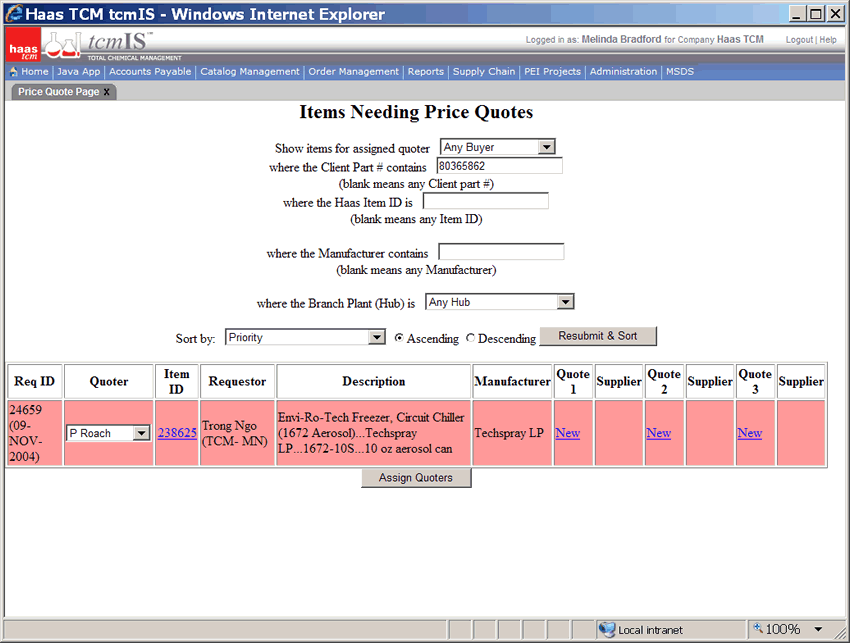 Haas TCM tcmIS - Windows Internet Explorer
haas
tcm
tcmIS™
TOTAL CHEMICAL MANAGEMENT
Logged in as: Melinda Bradford for Company Haas TCM
Logout | Help
Home | Java App | Accounts Payable | Catalog Management | Order Management | Reports | Supply Chain | PEI Projects | Administration | MSDS
Price Quote Page x
Items Needing Price Quotes
Show items for assigned quoter Any Buyer
where the Client Part # contains 80365862
(blank means any Client part #)
where the Haas Item ID is
(blank means any Item ID)
where the Manufacturer contains
(blank means any Manufacturer)
where the Branch Plant (Hub) is Any Hub
Sort by: Priority Ascending Descending Resubmit & Sort
Req ID Quoter Item ID Requestor Description Manufacturer Quote 1 Supplier Quote 2 Supplier Quote 3 Supplier
24659
(09-
NOV-
2004)
P Roach
238625
Trong Ngo
(TCM- MN)
Envi-Ro-Tech Freezer, Circuit Chiller
(1672 Aerosol)...Techspray
LP...1672-10S...10 oz aerosol can
Techspray LP
New
New
New
Assign Quoters
Local intranet
100%